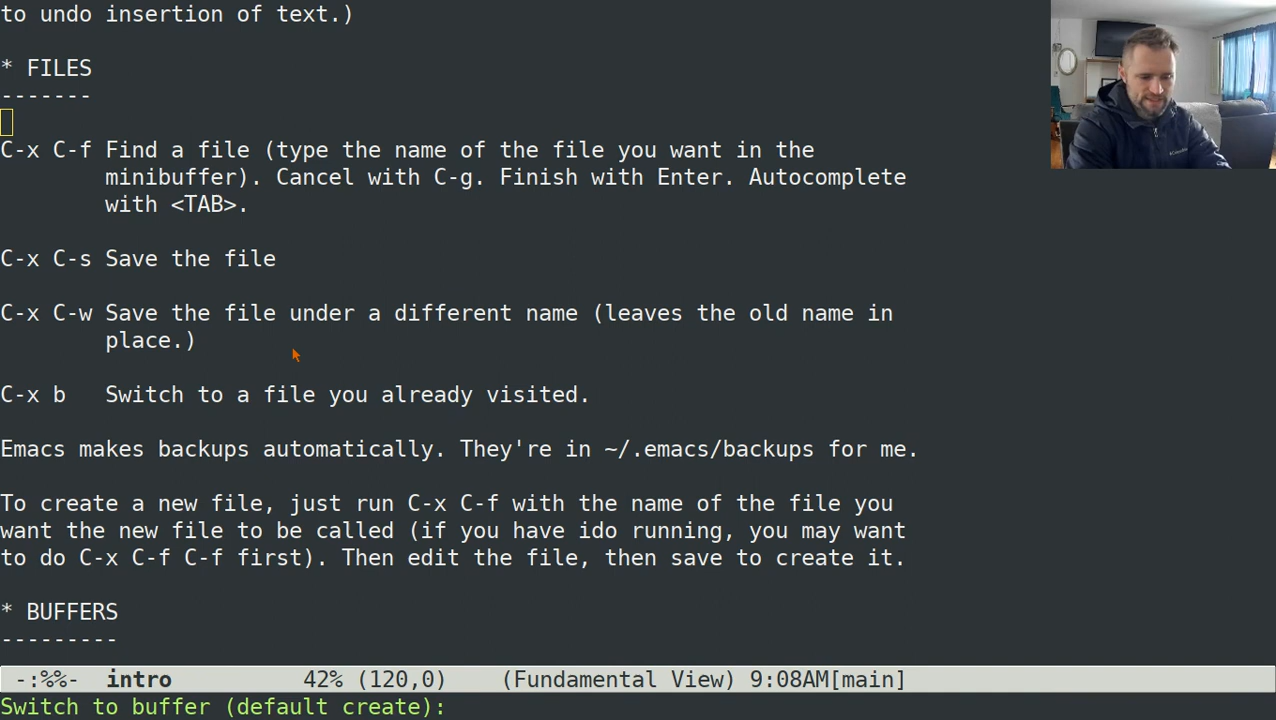 to undo insertion of text.)
* FILES
-------
C-x C-f Find a file (type the name of the file you want in the
minibuffer). Cancel with C-g. Finish with Enter. Autocomplete
with <TAB>.
C-x C-s Save the file
C-x C-w Save the file under a different name (leaves the old name in
place.)
C-x b Switch to a file you already visited.
Emacs makes backups automatically. They're in ~/.emacs/backups for me.
To create a new file, just run C-x C-f with the name of the file you
want the new file to be called (if you have ido running, you may want
to do C-x C-f C-f first). Then edit the file, then save to create it.
* BUFFERS
---------
-:%%- intro 42% (120,0) (Fundamental View) 9:08AM[main]
Switch to buffer (default create):